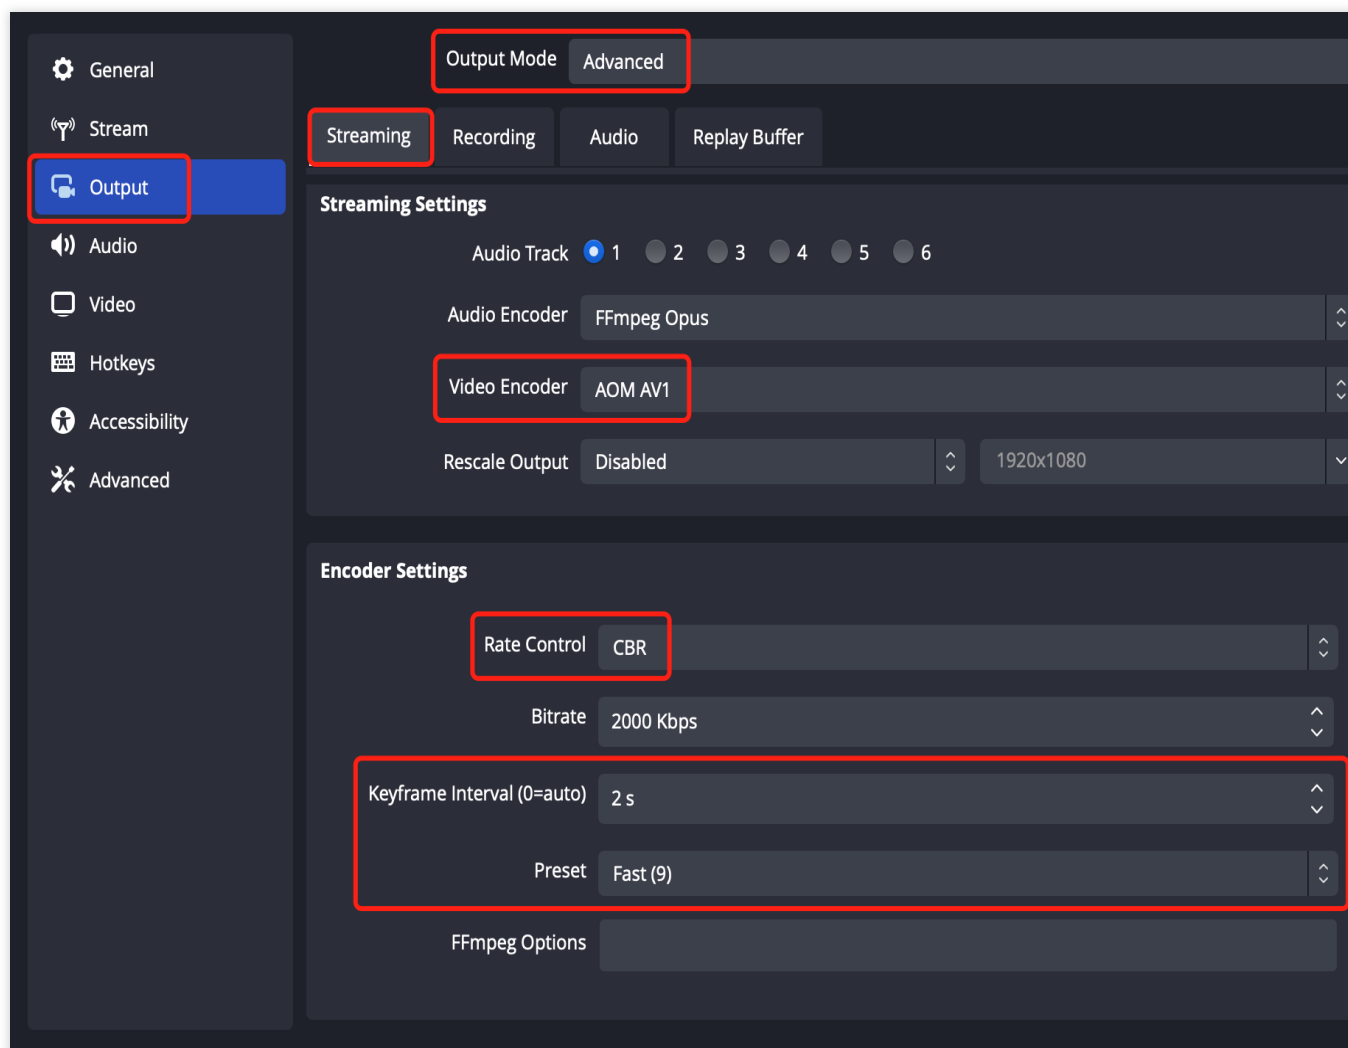 General
Stream
Output
Audio
Video
Hotkeys
Accessibility
Advanced
Output Mode Advanced
Streaming Recording Audio Replay Buffer
Streaming Settings
Audio Track 1 2 3 4 5 6
Audio Encoder FFmpeg Opus
Video Encoder AOM AV1
Rescale Output Disabled 1920x1080
Encoder Settings
Rate Control CBR
Bitrate 2000 Kbps
Keyframe Interval (0=auto) 2 s
Preset Fast (9)
FFmpeg Options